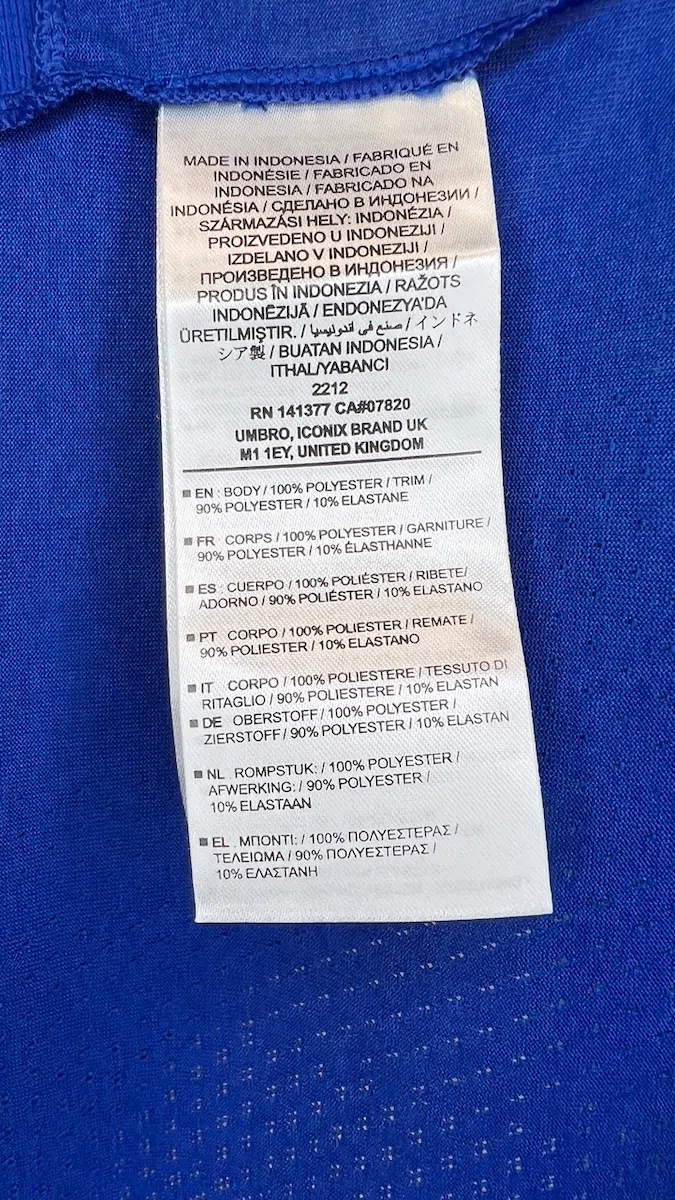 MADE IN INDONESIA / FABRIQUÉ EN
INDONÉSIE / FABRICADO EN
INDONESIA / FABRICADO NA
INDONÉSIA / СДЕЛАНО В ИНДОНЕЗИИ /
SZÁRMAZÁSI HELY: INDONÉZIA /
PROIZVEDENO U INDONEZIJI /
IZDELANO V INDONEZIJI /
ПРОИЗВЕДЕНО В ИНДОНЕЗИЯ /
PRODUS ÎN INDONEZIA / RAŽOTS
INDONĒZIJĀ / ENDONEZYA'DA
ÜRETILMIŞTIR. / صنع في أندونيسيا / インドネ
シア製 / BUATAN INDONESIA /
ITHAL/YABANCI
2212
RN 141377 CA#07820
UMBRO, ICONIX BRAND UK
M1 1EY, UNITED KINGDOM
EN : BODY / 100% POLYESTER / TRIM /
90% POLYESTER / 10% ELASTANE
FR : CORPS / 100% POLYESTER / GARNITURE /
90% POLYESTER / 10% ÉLASTHANNE
ES : CUERPO / 100% POLIÉSTER / RIBETE/
ADORNO / 90% POLIÉSTER / 10% ELASTANO
PT CORPO / 100% POLIESTER / REMATE /
90% POLIESTER / 10% ELASTANO
IT CORPO / 100% POLIESTERE / TESSUTO DI
RITAGLIO / 90% POLIESTERE / 10% ELASTAN
DE OBERSTOFF / 100% POLYESTER /
ZIERSTOFF / 90% POLYESTER / 10% ELASTAN
NL . ROMPSTUK: / 100% POLYESTER /
AFWERKING: / 90% POLYESTER /
10% ELASTAAN
EL . ΜΠΟΝΤΙ: / 100% ΠΟΛΥΕΣΤΕΡΑΣ /
ΤΕΛΕΙΩΜΑ / 90% ΠΟΛΥΕΣΤΕΡΑΣ /
10% ΕΛΑΣΤΑΝΗ